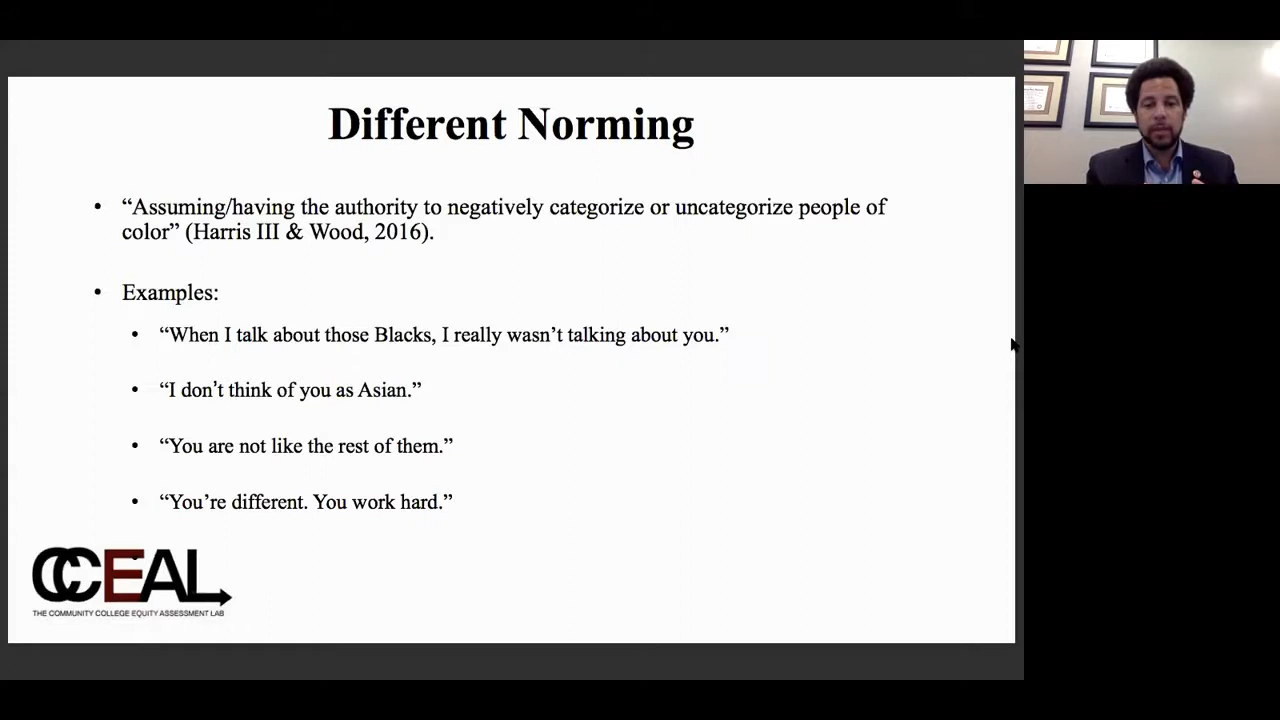 Different Norming
• “Assuming/having the authority to negatively categorize or uncategorize people of
color” (Harris III & Wood, 2016).
• Examples:
• “When I talk about those Blacks, I really wasn’t talking about you.”
• “I don’t think of you as Asian.”
• “You are not like the rest of them.”
• “You’re different. You work hard.”
CCEAL
THE COMMUNITY COLLEGE EQUITY ASSESSMENT LAB